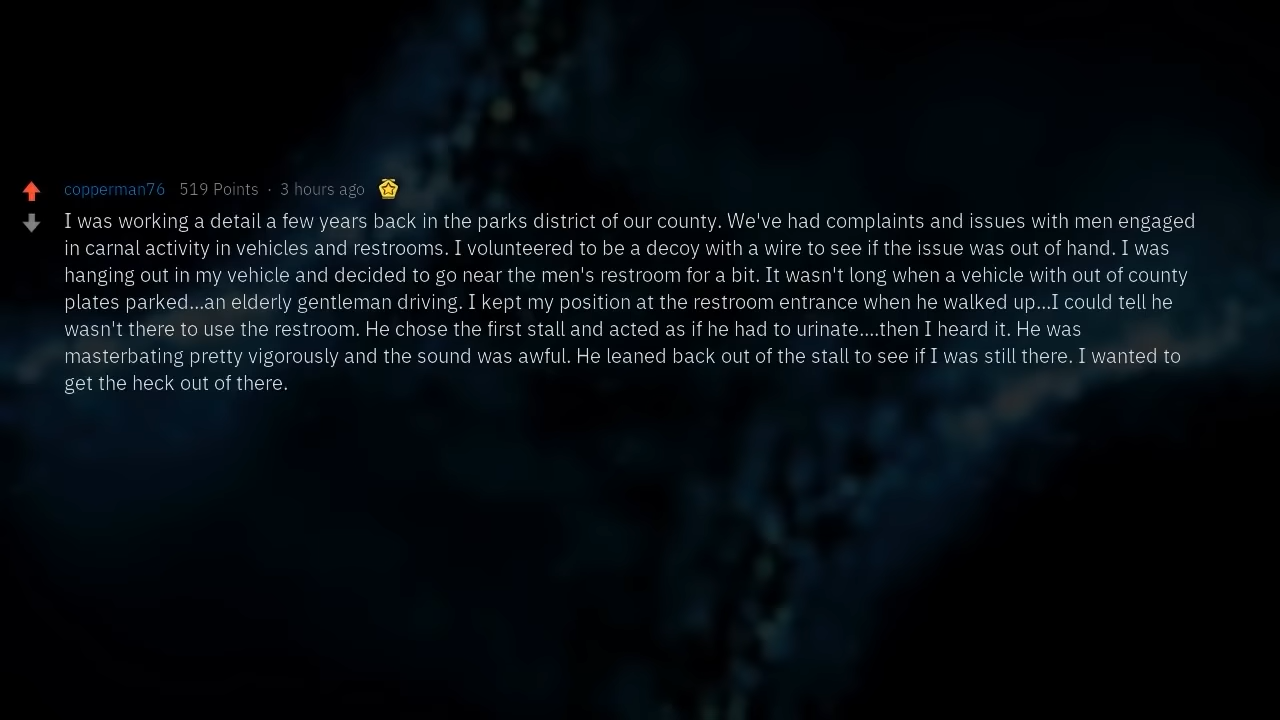 copperman76 519 Points · 3 hours ago
I was working a detail a few years back in the parks district of our county. We've had complaints and issues with men engaged
in carnal activity in vehicles and restrooms. I volunteered to be a decoy with a wire to see if the issue was out of hand. I was
hanging out in my vehicle and decided to go near the men's restroom for a bit. It wasn't long when a vehicle with out of county
plates parked...an elderly gentleman driving. I kept my position at the restroom entrance when he walked up...I could tell he
wasn't there to use the restroom. He chose the first stall and acted as if he had to urinate....then I heard it. He was
masterbating pretty vigorously and the sound was awful. He leaned back out of the stall to see if I was still there. I wanted to
get the heck out of there.